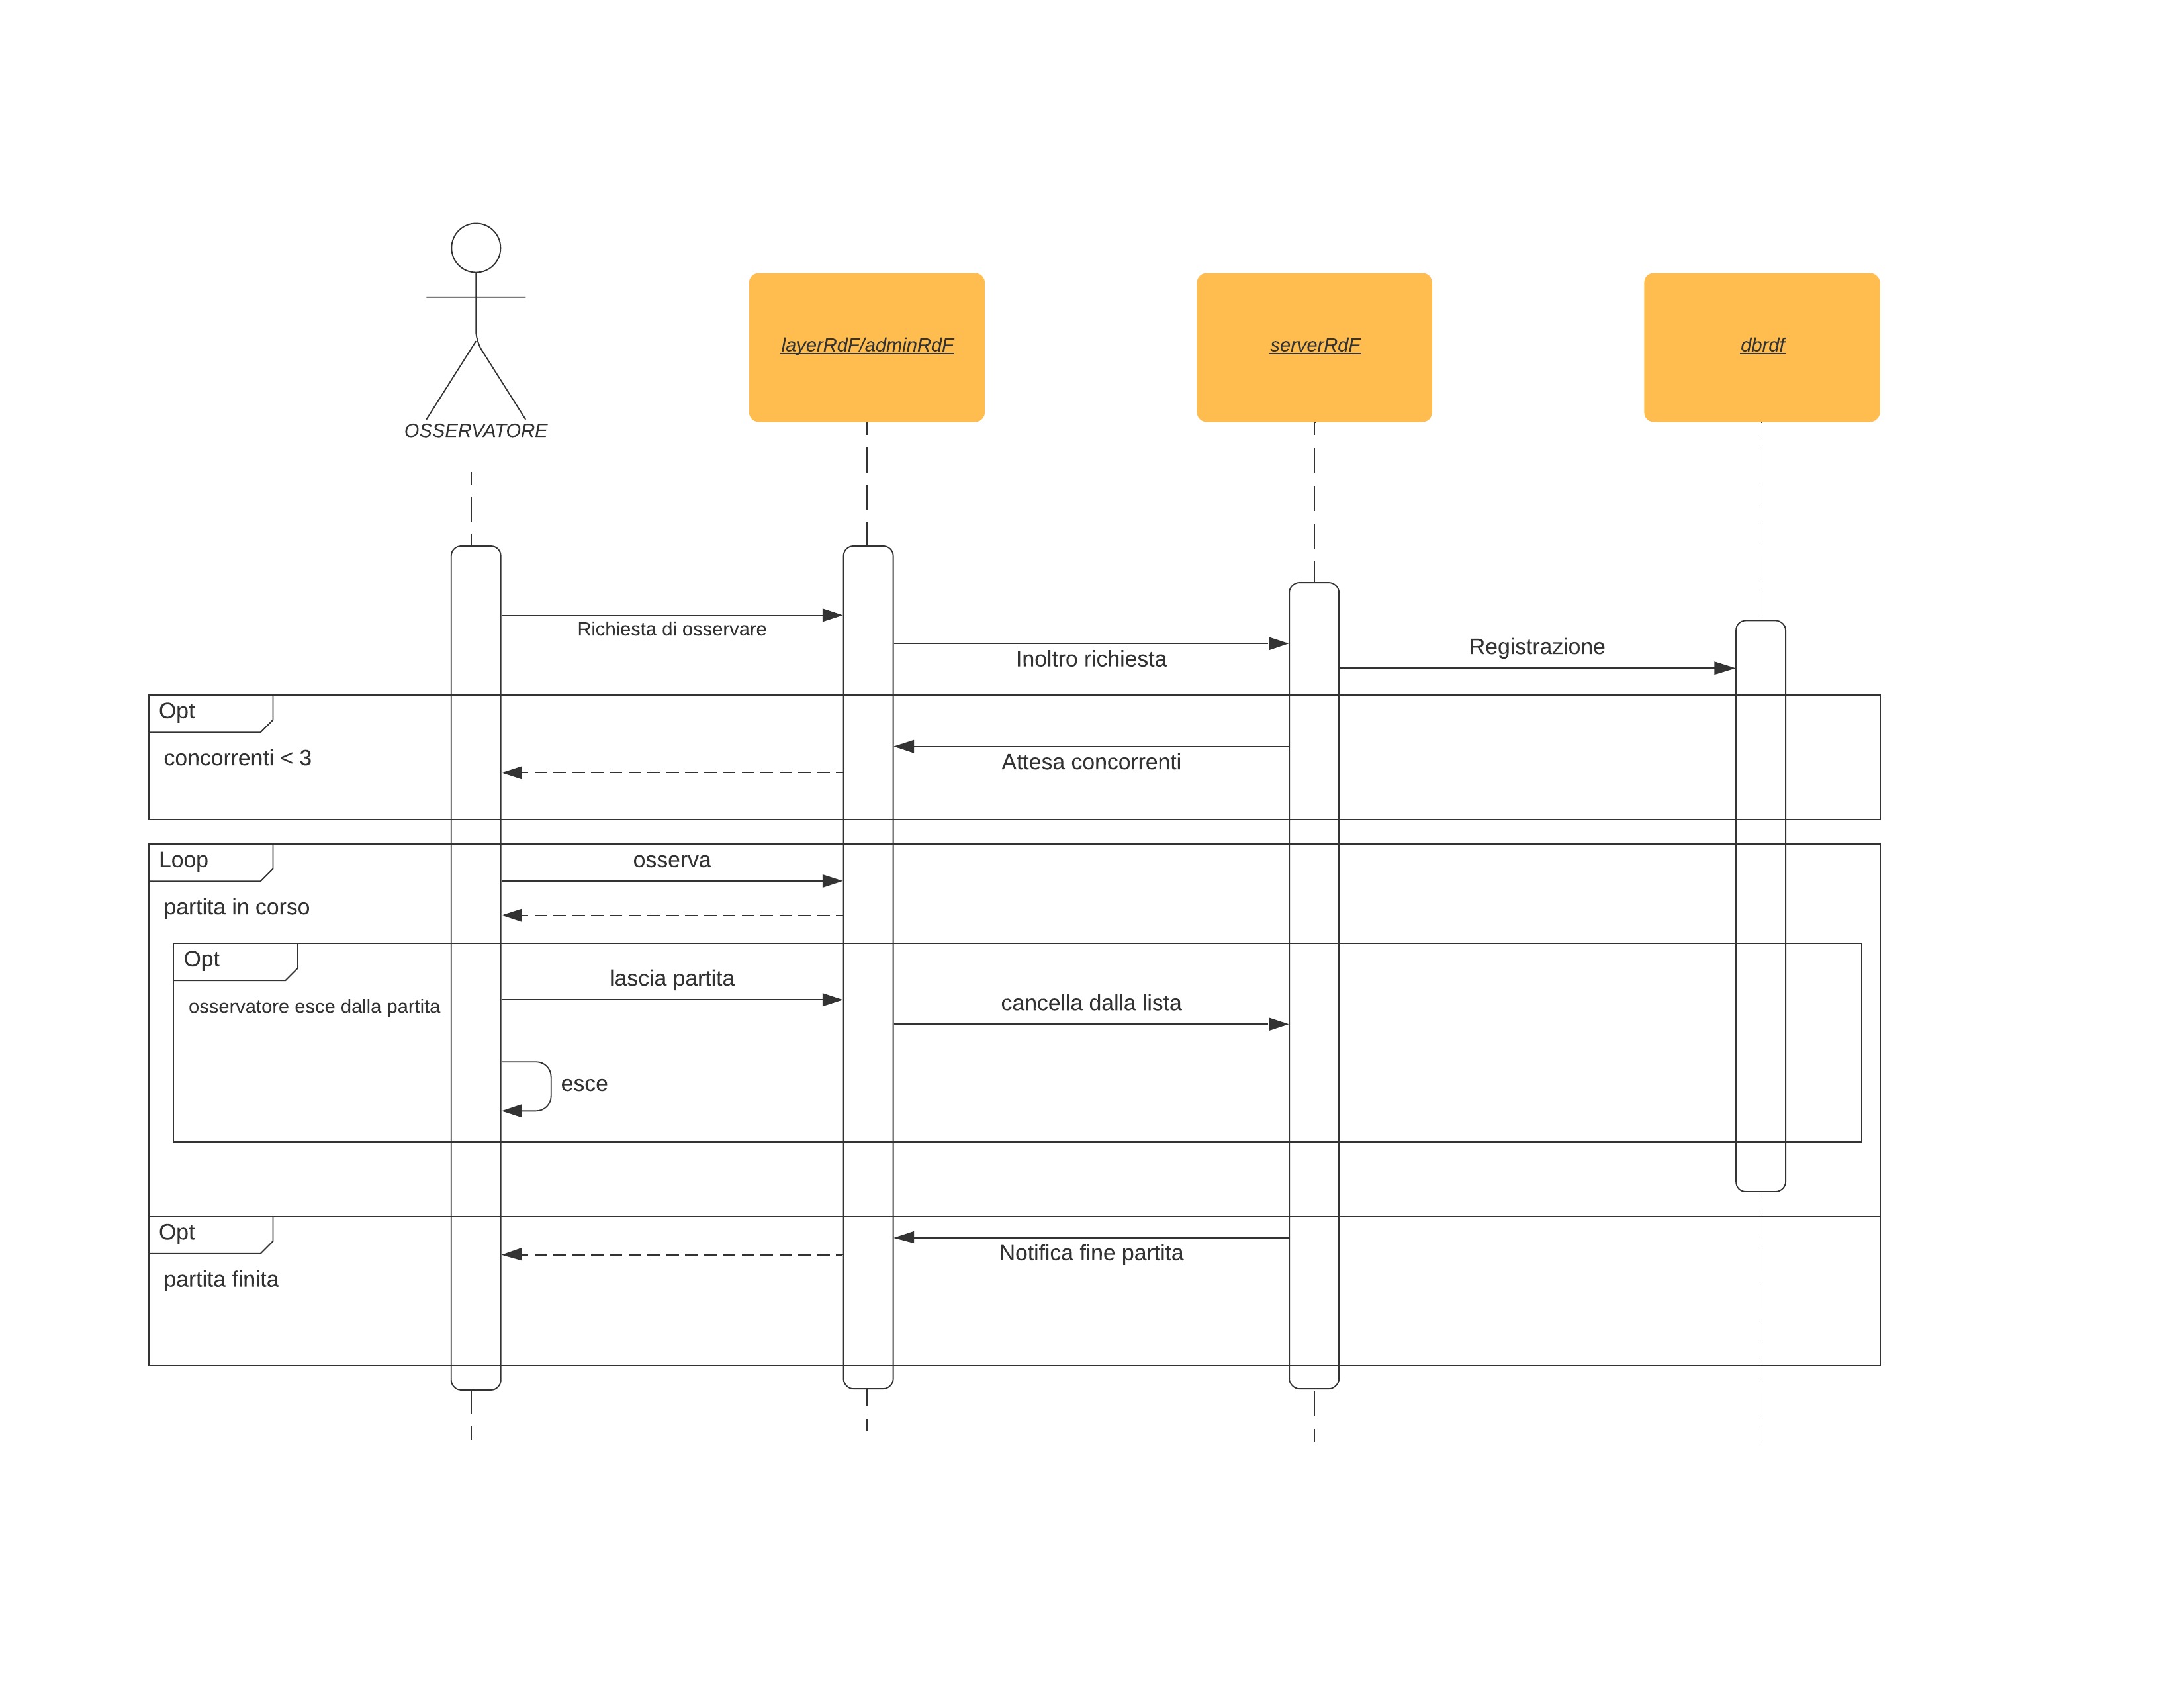 OSSERVATORE
layerRdF/adminRdF
serverRdF
dbrdf
Richiesta di osservare
Inoltro richiesta
Registrazione
Opt
concorrenti < 3
Attesa concorrenti
Loop
osserva
partita in corso
Opt
osservatore esce dalla partita
lascia partita
cancella dalla lista
esce
Opt
partita finita
Notifica fine partita